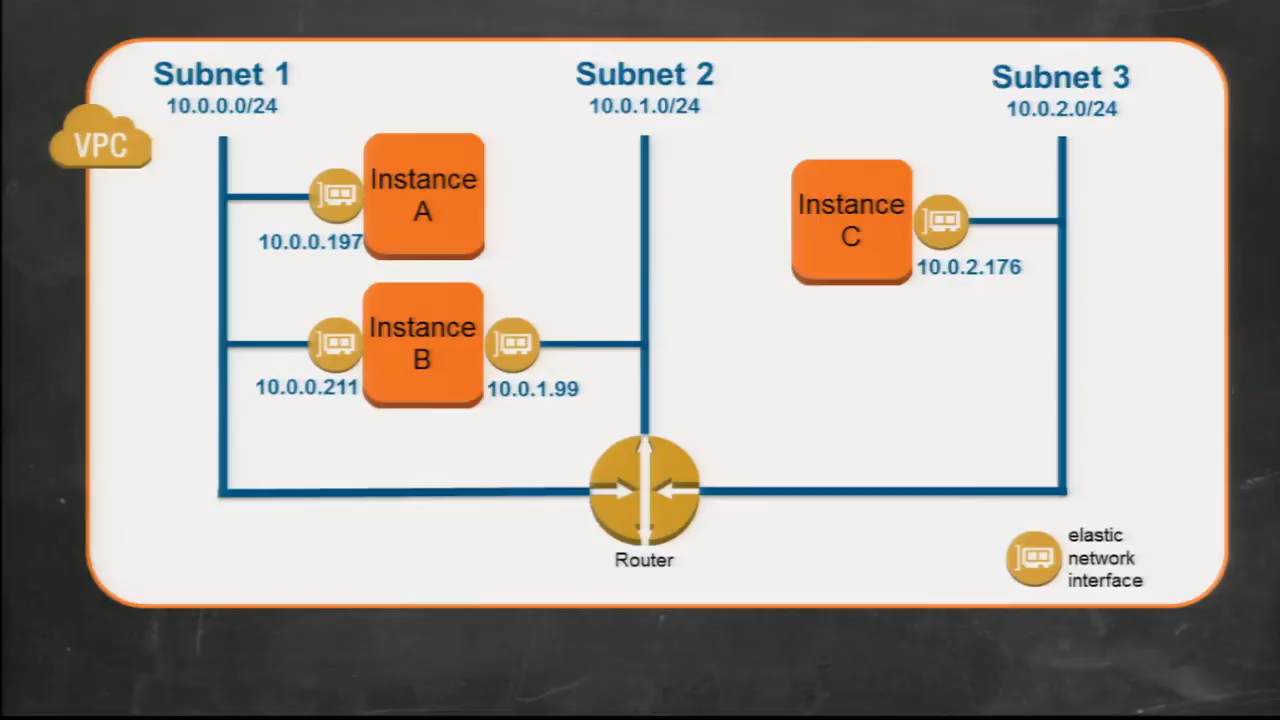 Subnet 1
10.0.0.0/24
Subnet 2
10.0.1.0/24
Subnet 3
10.0.2.0/24
VPC
Instance
A
10.0.0.197
Instance
C
10.0.2.176
Instance
B
10.0.0.211
10.0.1.99
Router
elastic
network
interface